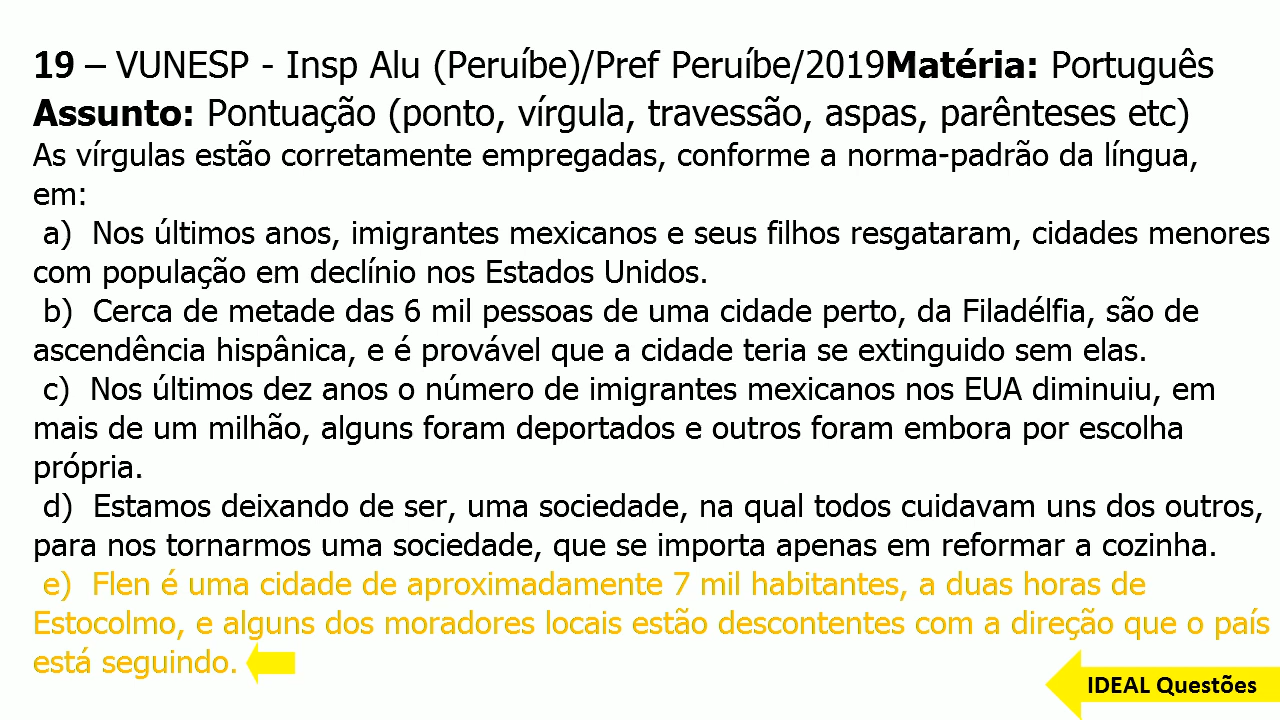 19 – VUNESP - Insp Alu (Peruíbe)/Pref Peruíbe/2019Matéria: Português
Assunto: Pontuação (ponto, vírgula, travessão, aspas, parênteses etc)
As vírgulas estão corretamente empregadas, conforme a norma-padrão da língua,
em:
a) Nos últimos anos, imigrantes mexicanos e seus filhos resgataram, cidades menores
com população em declínio nos Estados Unidos.
b) Cerca de metade das 6 mil pessoas de uma cidade perto, da Filadélfia, são de
ascendência hispânica, e é provável que a cidade teria se extinguido sem elas.
c) Nos últimos dez anos o número de imigrantes mexicanos nos EUA diminuiu, em
mais de um milhão, alguns foram deportados e outros foram embora por escolha
própria.
d) Estamos deixando de ser, uma sociedade, na qual todos cuidavam uns dos outros,
para nos tornarmos uma sociedade, que se importa apenas em reformar a cozinha.
e) Flen é uma cidade de aproximadamente 7 mil habitantes, a duas horas de
Estocolmo, e alguns dos moradores locais estão descontentes com a direção que o país
está seguindo.
IDEAL Questões